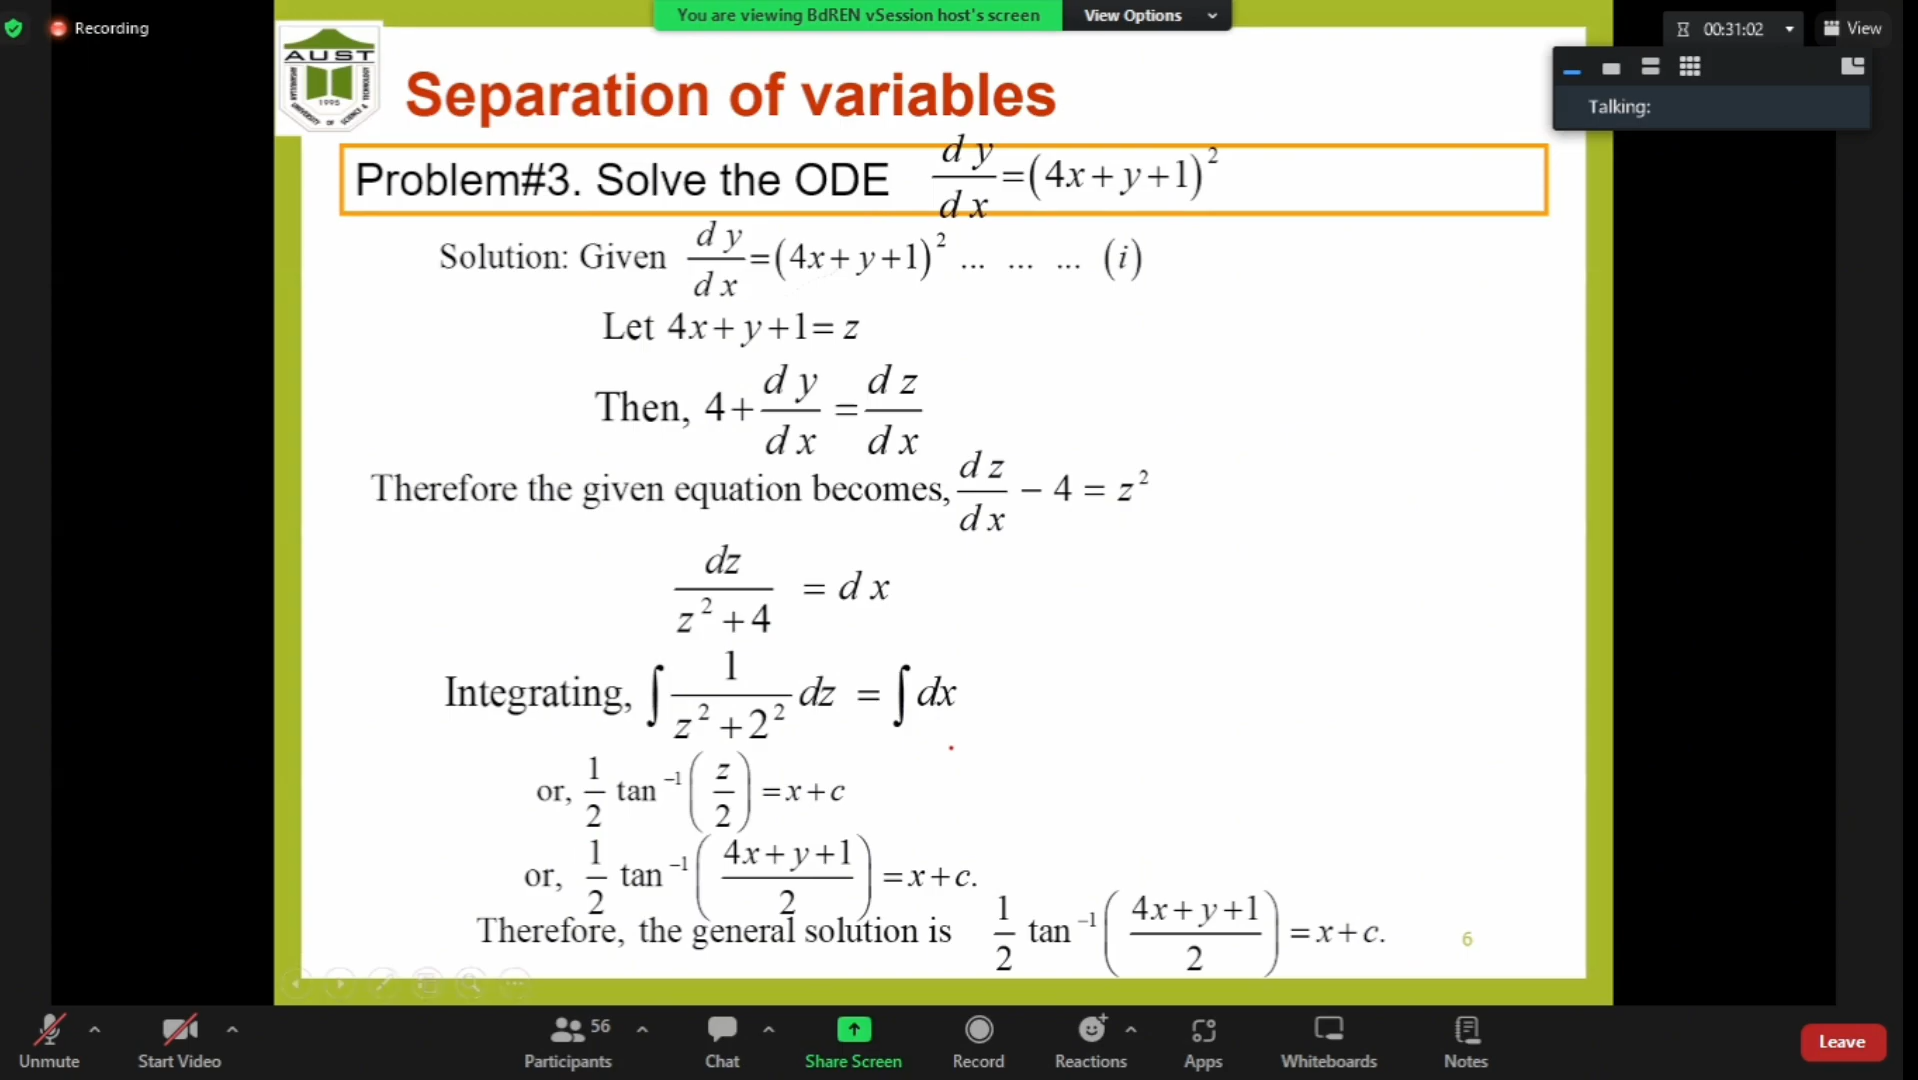 Recording
You are viewing BdREN vSession host's screen
View Options
00:31:02
View
Talking:
AUST
1995
Separation of variables
Problem#3. Solve the ODE dy/dx = (4x+y+1)²
Solution: Given dy/dx = (4x+y+1)² ... ... ... (i)
Let 4x+y+1= z
Then, 4+ dy/dx = dz/dx
Therefore the given equation becomes, dz/dx − 4 = z²
dz/(z²+4) = dx
Integrating, ∫ 1/(z²+2²) dz = ∫ dx
or, 1/2 tan⁻¹(z/2) = x+c
or, 1/2 tan⁻¹((4x+y+1)/2) = x+c.
Therefore, the general solution is 1/2 tan⁻¹((4x+y+1)/2) = x+c.
6
Unmute
Start Video
56
Participants
Chat
Share Screen
Record
Reactions
Apps
Whiteboards
Notes
Leave